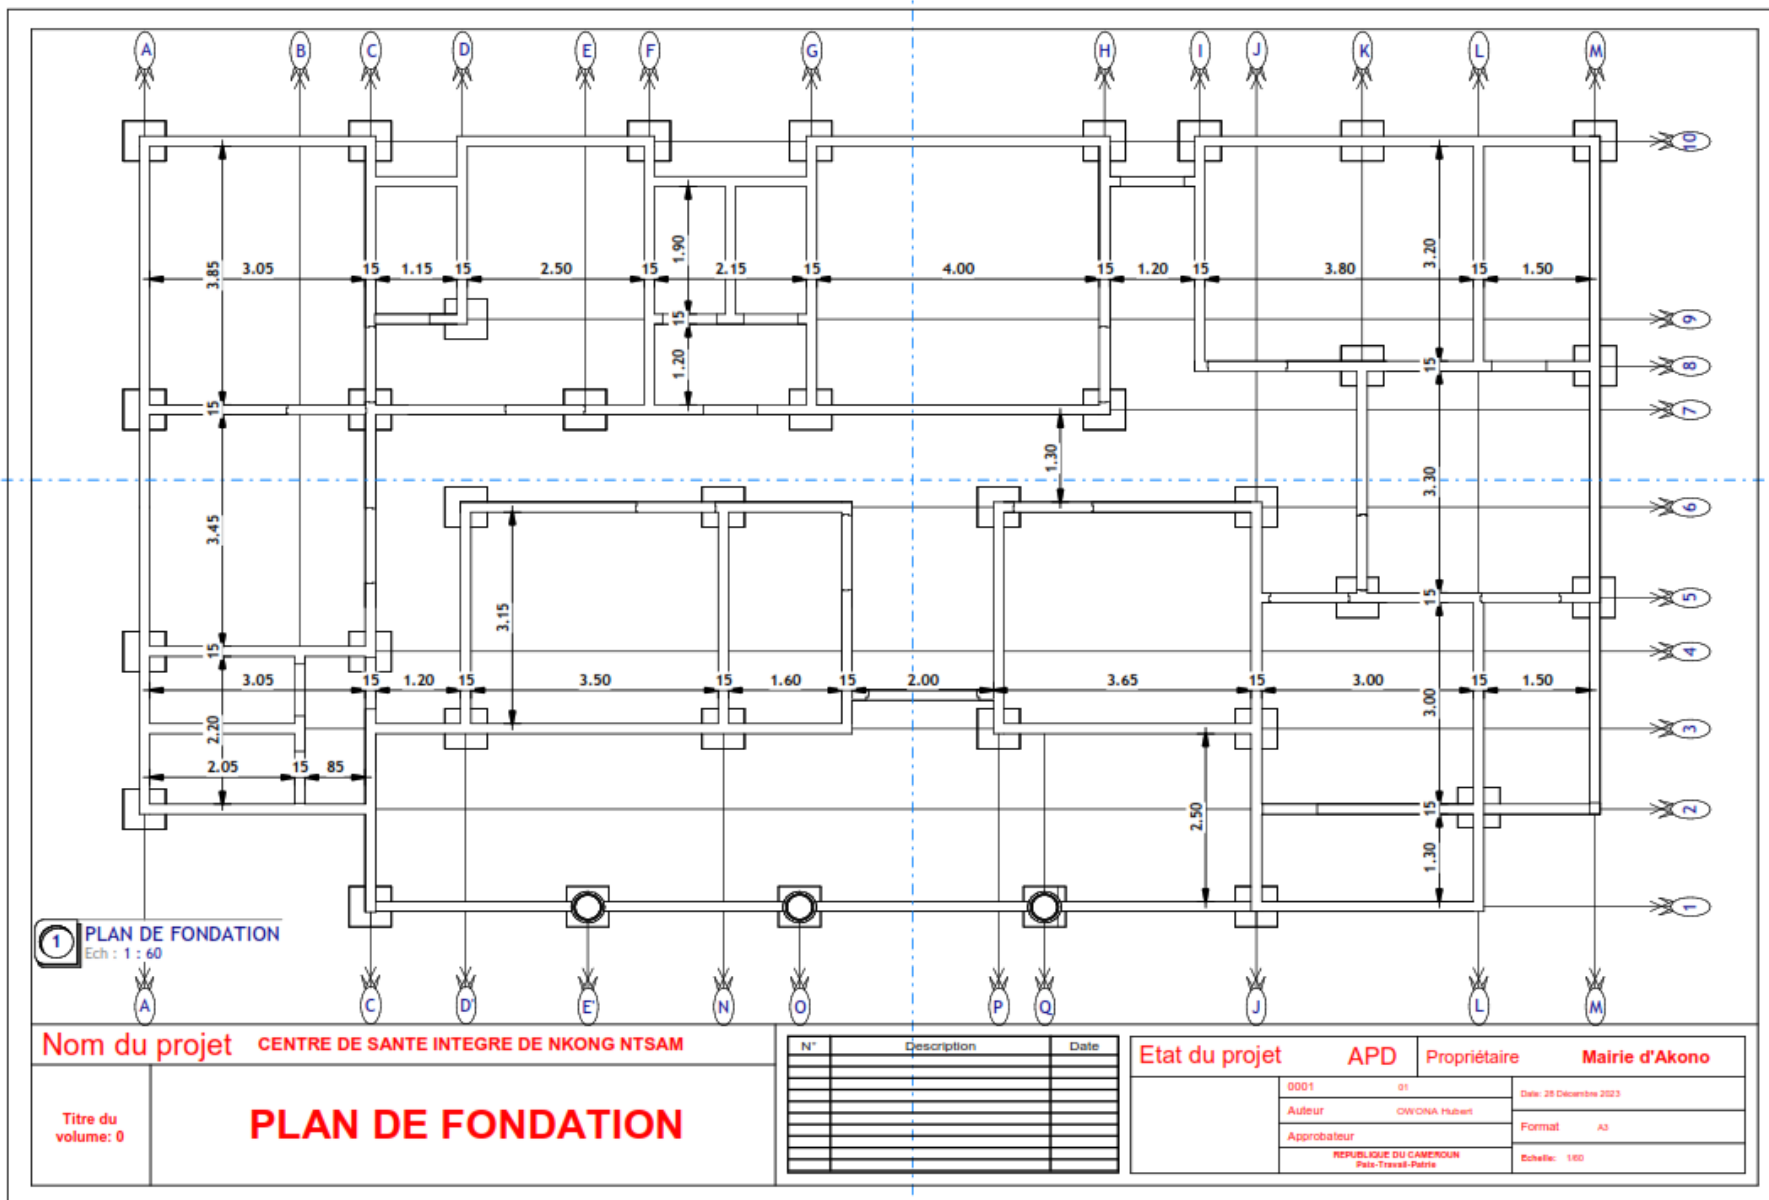 A B C D E F G H I J K L M
10
3.85
1.90
3.20
3.05 15 1.15 15 2.50 15 2.15 15 4.00 15 1.20 15 3.80 15 1.50
15
9
1.20
15
8
15
7
1.30
3.30
3.45
6
3.15
15
5
15
4
3.05 15 1.20 15 3.50 15 1.60 15 2.00 3.65 15 3.00 15 1.50
2.20
3.00
3
2.05 15 85
2.50
15
2
1.30
1
1 PLAN DE FONDATION
Ech : 1 : 60
A C D' E' N O P Q J L M
Nom du projet CENTRE DE SANTE INTEGRE DE NKONG NTSAM
Titre du
volume: 0
PLAN DE FONDATION
N° Description Date
Etat du projet APD Propriétaire Mairie d'Akono
0001 01
Date: 28 Décembre 2023
Auteur OWONA Hubert
Format A3
Approbateur
REPUBLIQUE DU CAMEROUN
Paix-Travail-Patrie
Echelle: 1/60